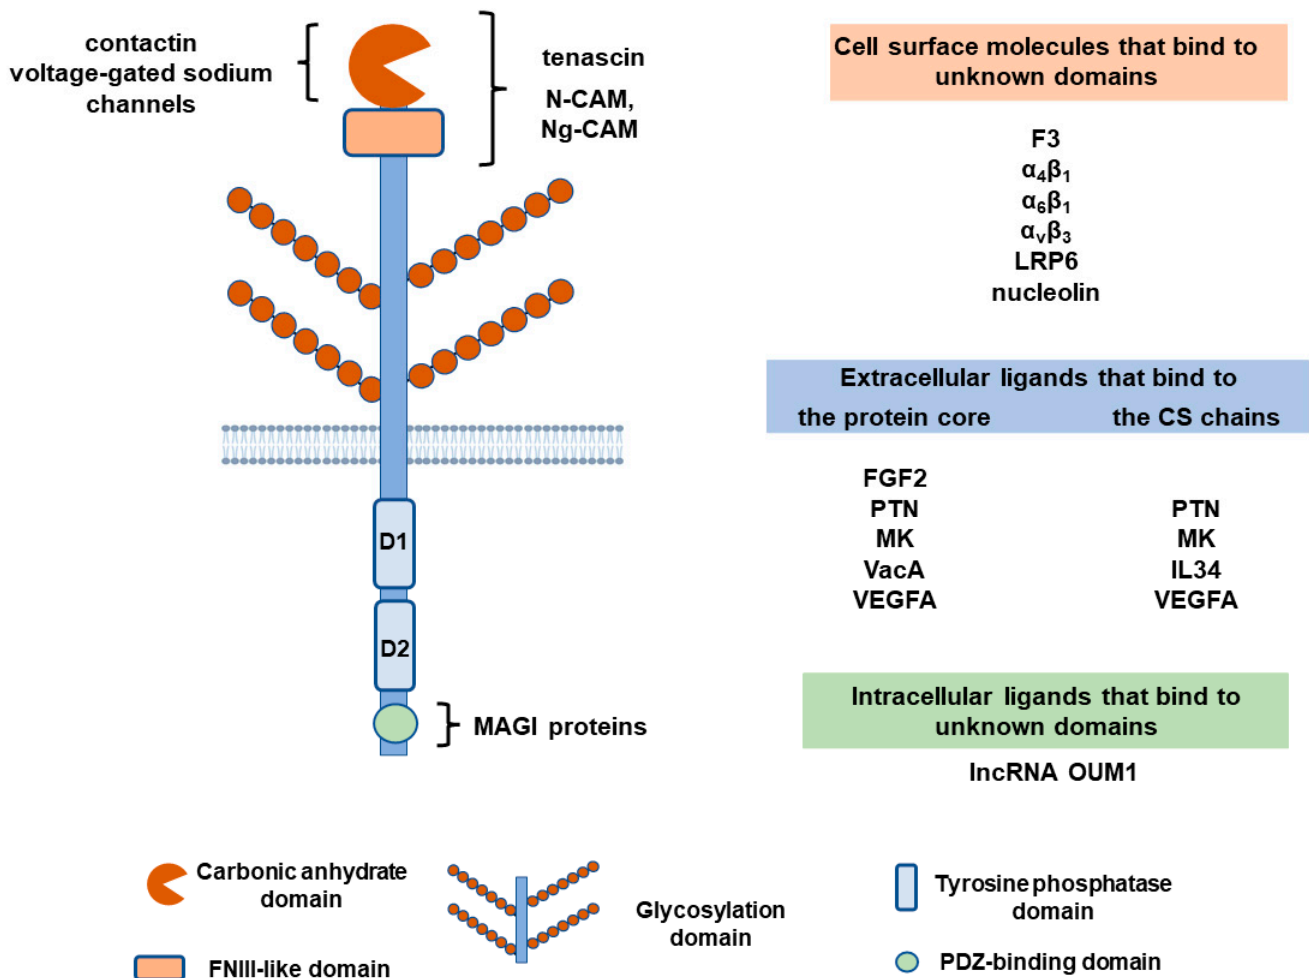 contactin
voltage-gated sodium
channels
tenascin
N-CAM,
Ng-CAM
D1
D2
MAGI proteins
Cell surface molecules that bind to
unknown domains
F3
α₄β₁
α₆β₁
αᵥβ₃
LRP6
nucleolin
Extracellular ligands that bind to
the protein core the CS chains
FGF2
PTN PTN
MK MK
VacA IL34
VEGFA VEGFA
Intracellular ligands that bind to
unknown domains
lncRNA OUM1
Carbonic anhydrate
domain
FNIII-like domain
Glycosylation
domain
Tyrosine phosphatase
domain
PDZ-binding domain